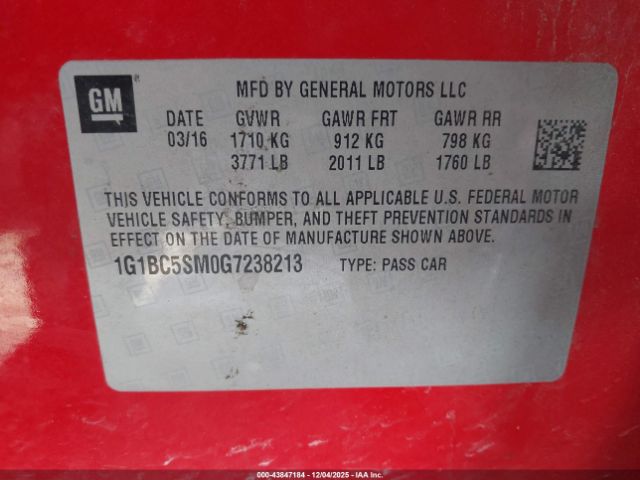 GM
MFD BY GENERAL MOTORS LLC
DATE GVWR GAWR FRT GAWR RR
03/16 1710 KG 912 KG 798 KG
3771 LB 2011 LB 1760 LB
THIS VEHICLE CONFORMS TO ALL APPLICABLE U.S. FEDERAL MOTOR
VEHICLE SAFETY, BUMPER, AND THEFT PREVENTION STANDARDS IN
EFFECT ON THE DATE OF MANUFACTURE SHOWN ABOVE.
1G1BC5SM0G7238213 TYPE: PASS CAR
000-43847184 - 12/04/2025 - IAA, Inc. - Copyright